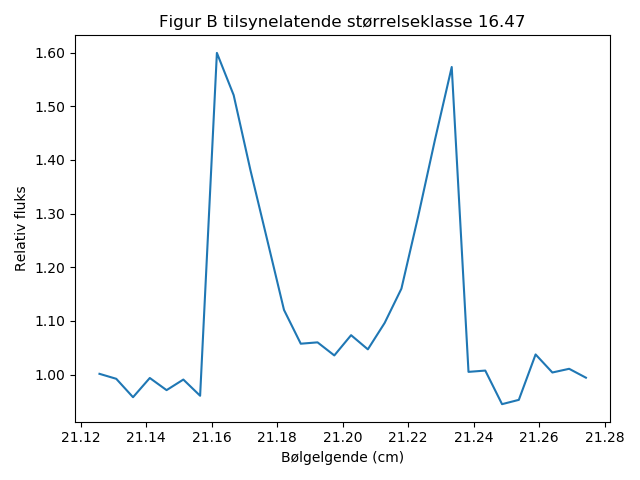 Figur B tilsynelatende størrelseklasse 16.47
1.60
1.50
1.40
1.30
1.20
1.10
1.00
Relativ fluks
21.12 21.14 21.16 21.18 21.20 21.22 21.24 21.26 21.28
Bølgelgende (cm)